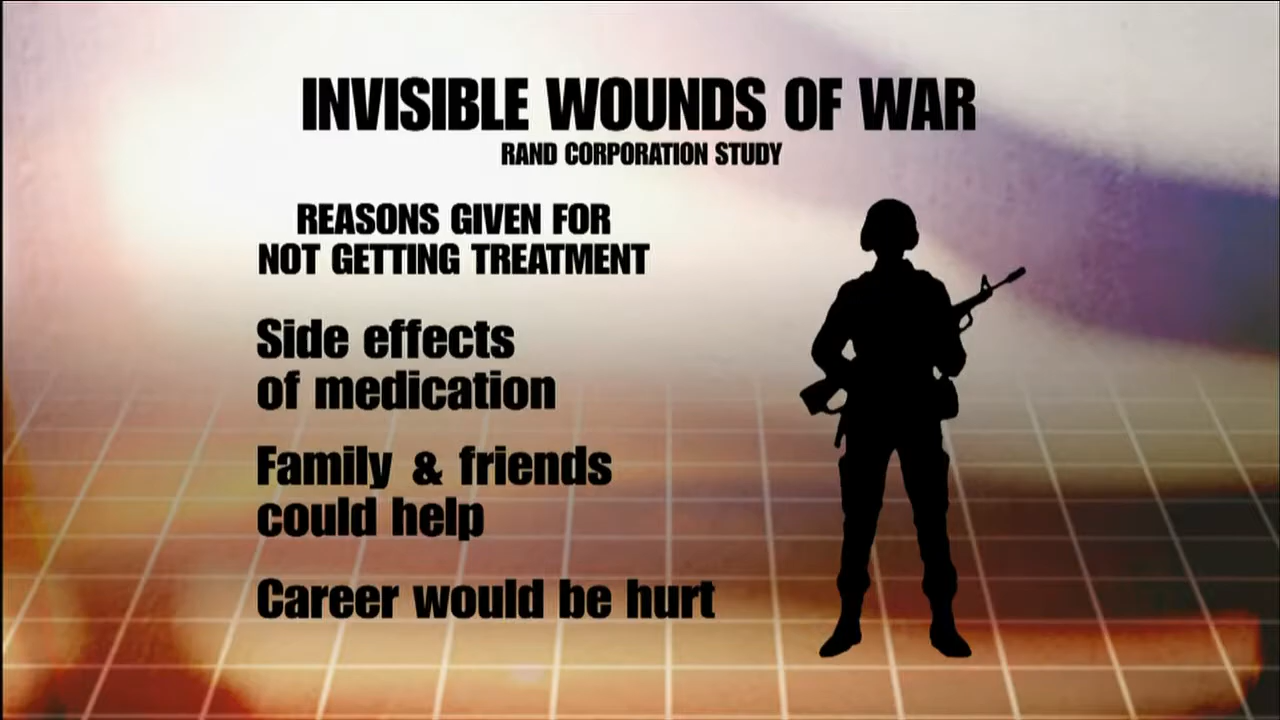 INVISIBLE WOUNDS OF WAR
RAND CORPORATION STUDY
REASONS GIVEN FOR
NOT GETTING TREATMENT
Side effects
of medication
Family & friends
could help
Career would be hurt